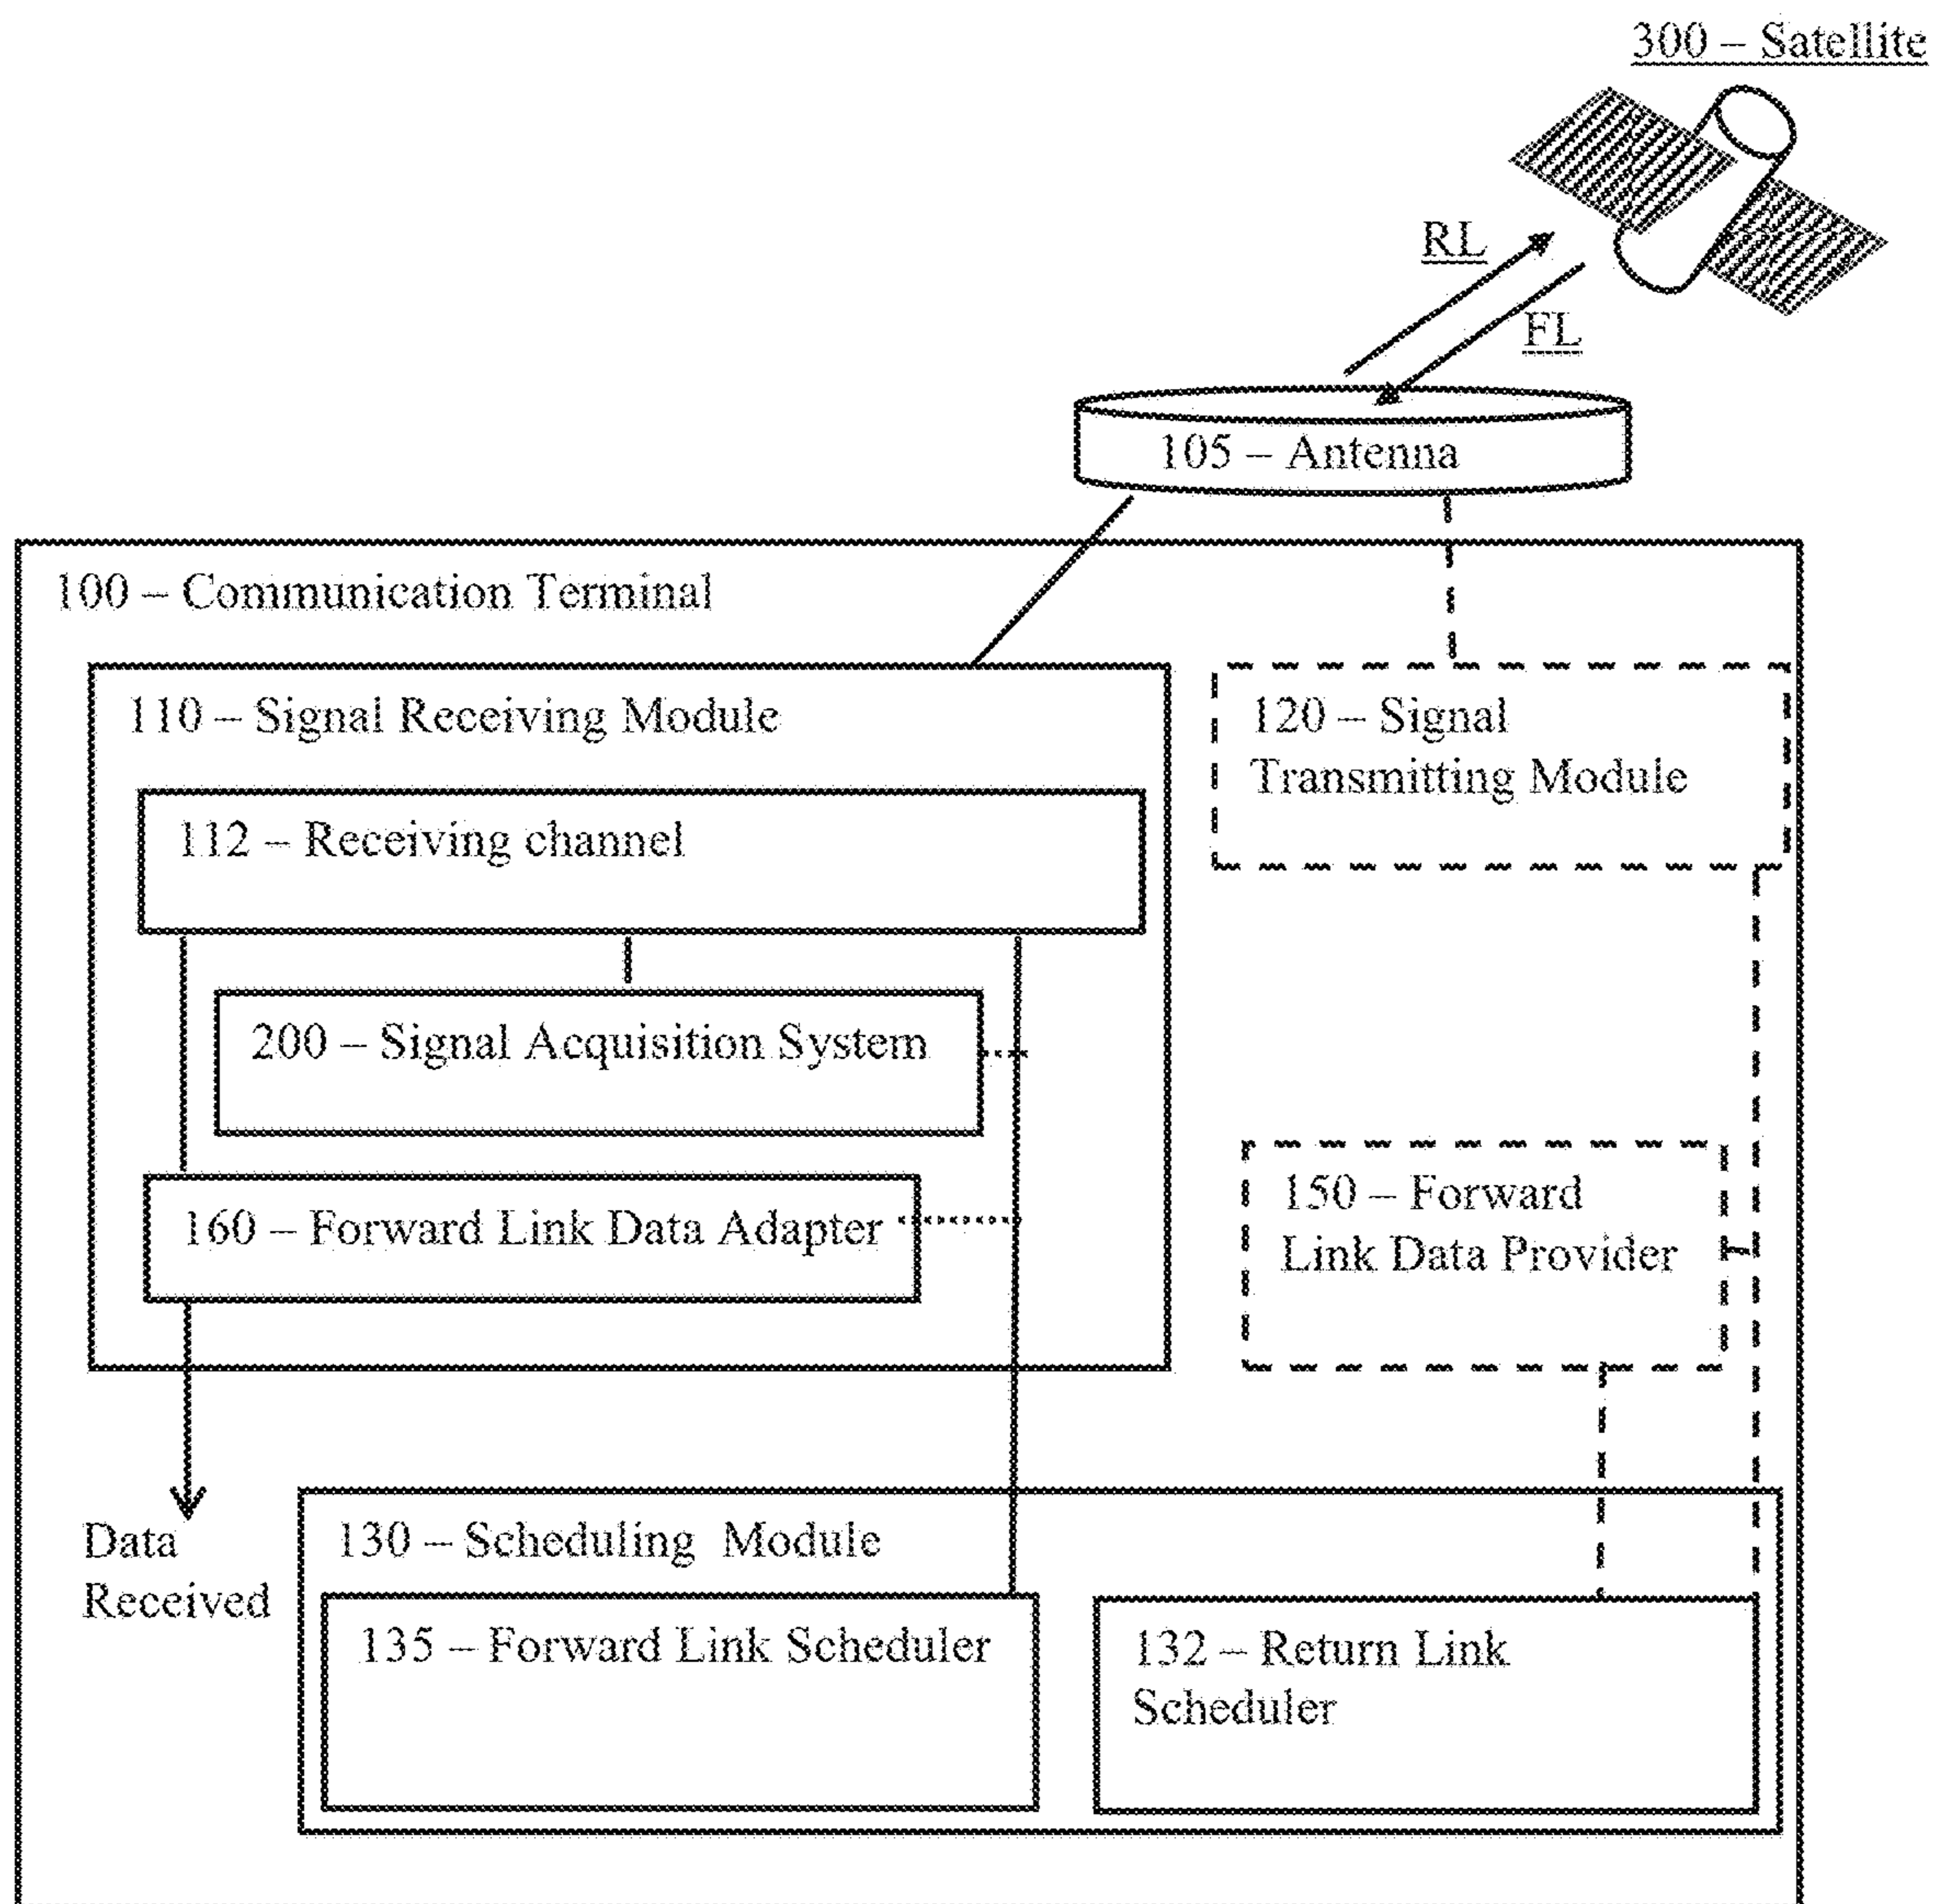 300 – Satellite
RL
FL
105 – Antenna
100 – Communication Terminal
110 – Signal Receiving Module
120 – Signal
Transmitting Module
112 – Receiving channel
200 – Signal Acquisition System
160 – Forward Link Data Adapter
150 – Forward
Link Data Provider
Data
Received
130 – Scheduling Module
135 – Forward Link Scheduler
132 – Return Link
Scheduler